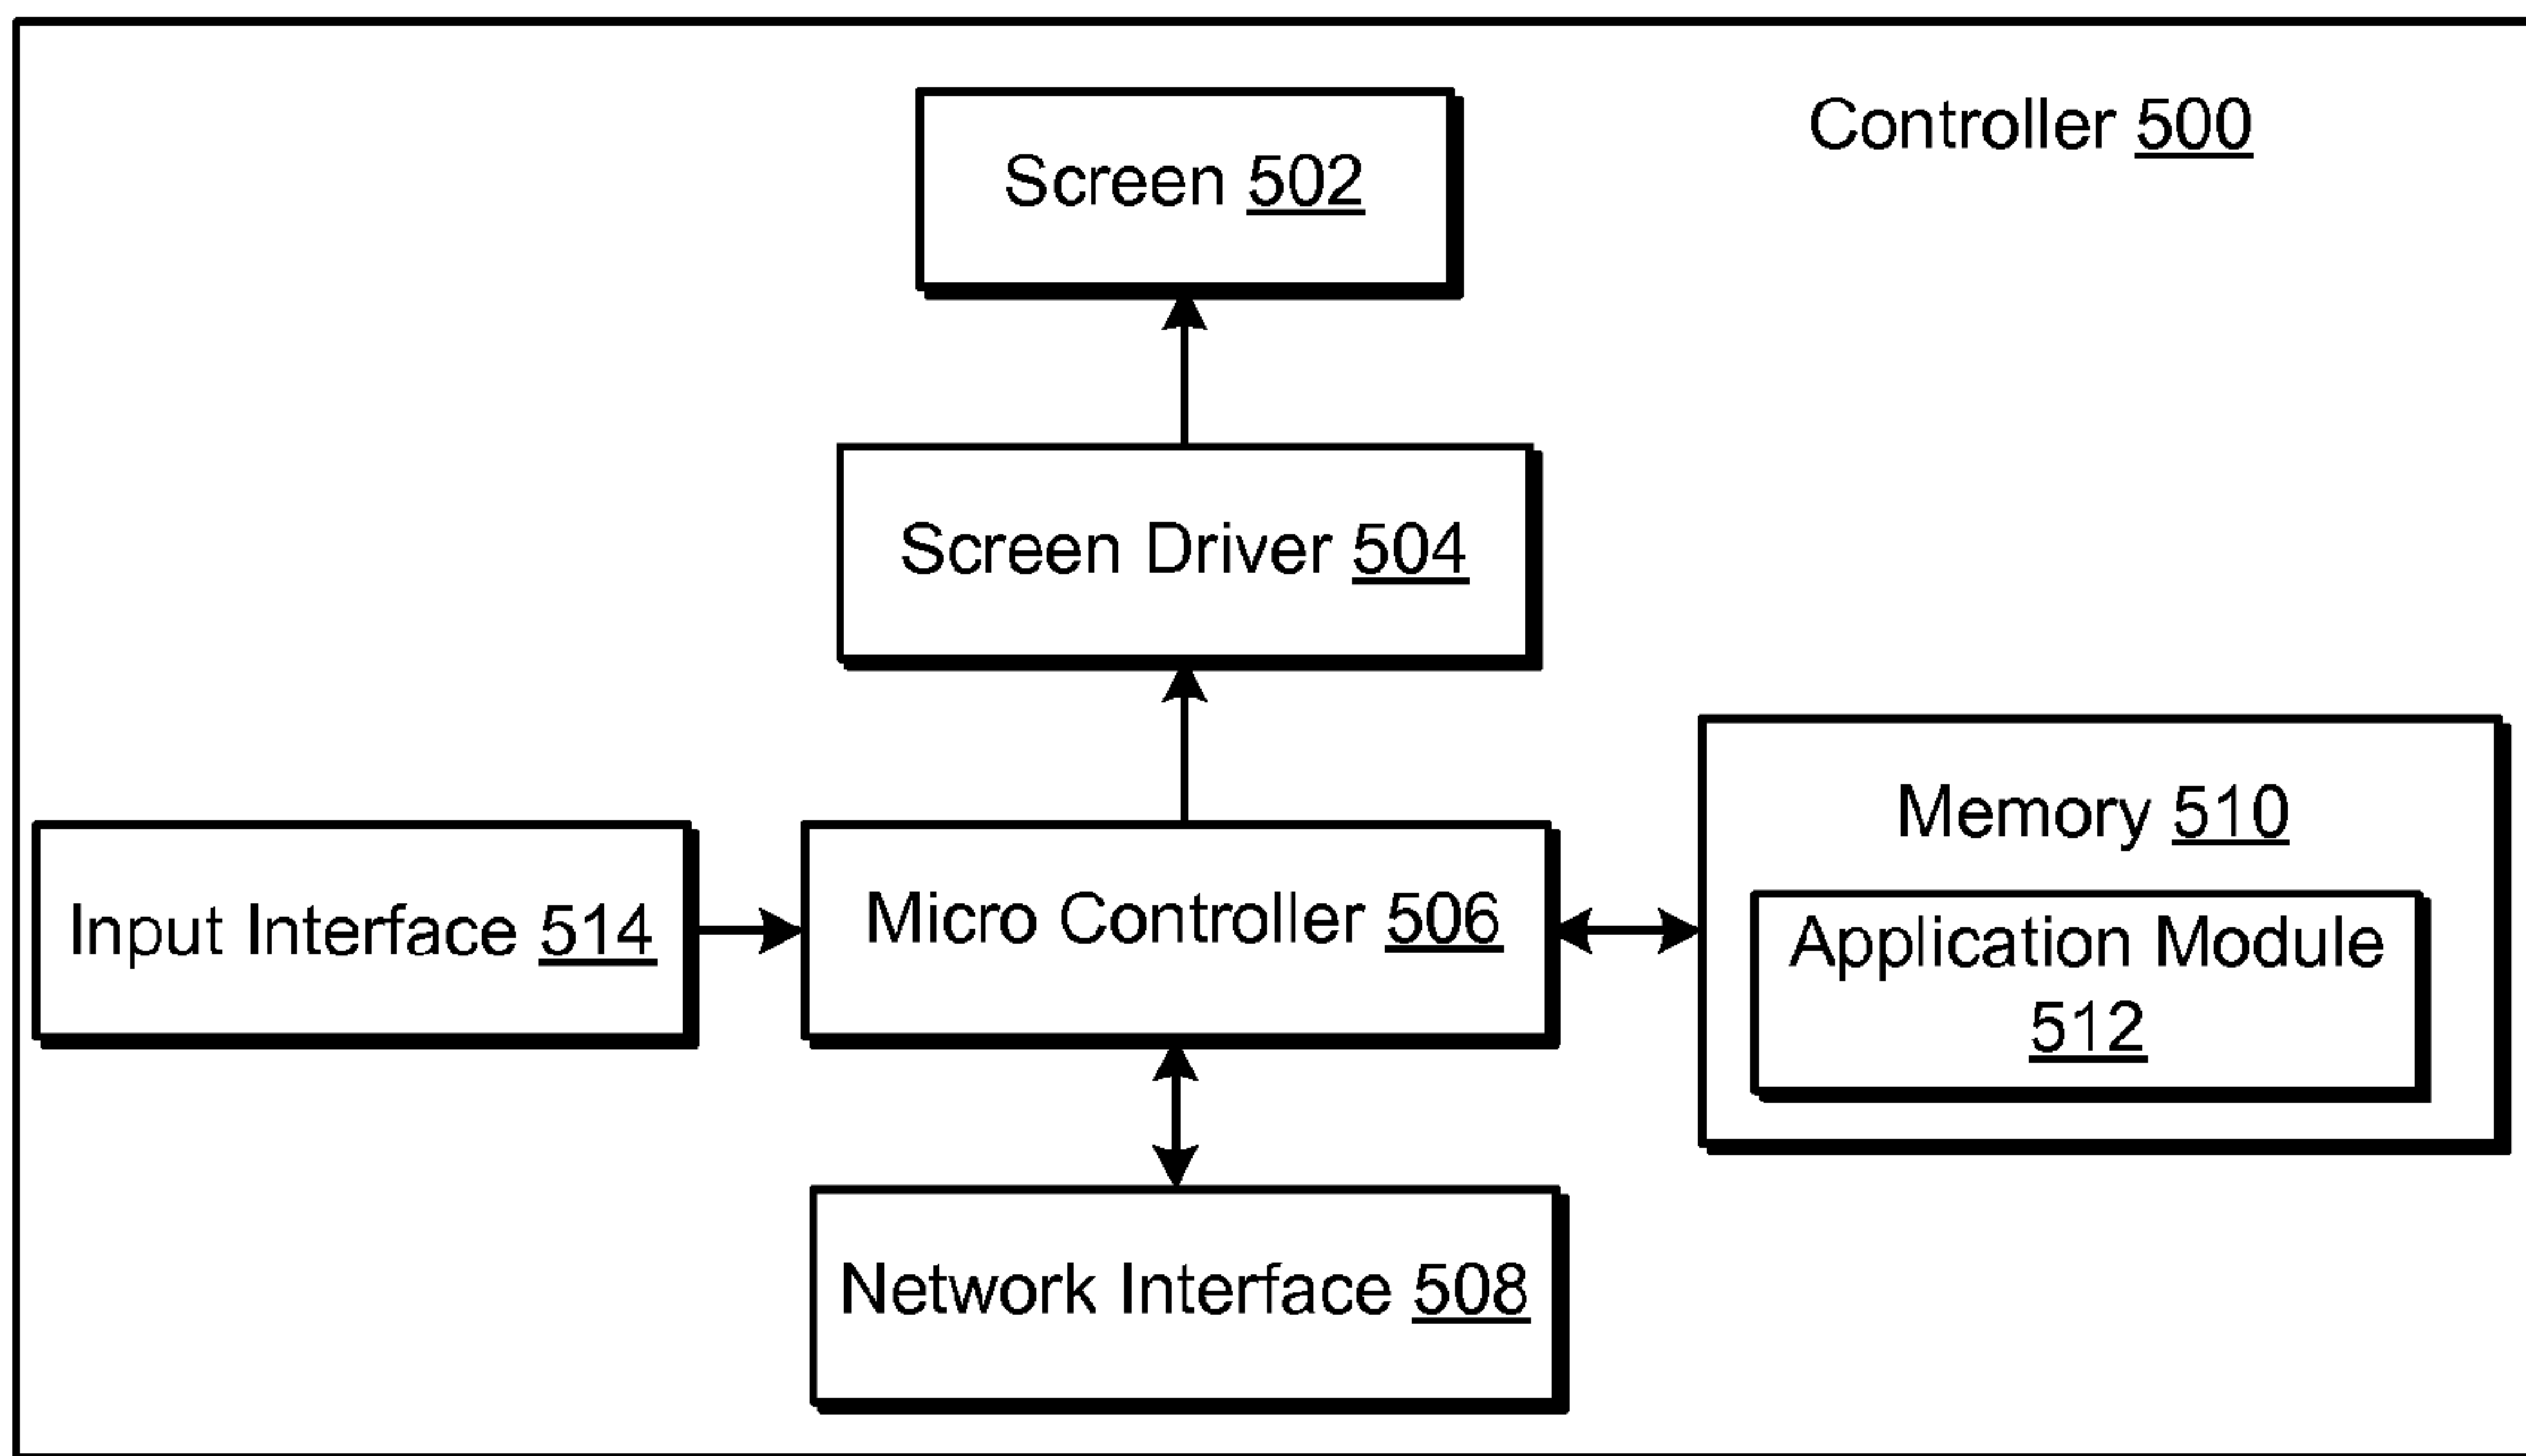 Controller 500
Screen 502
Screen Driver 504
Memory 510
Input Interface 514
Micro Controller 506
Application Module
512
Network Interface 508